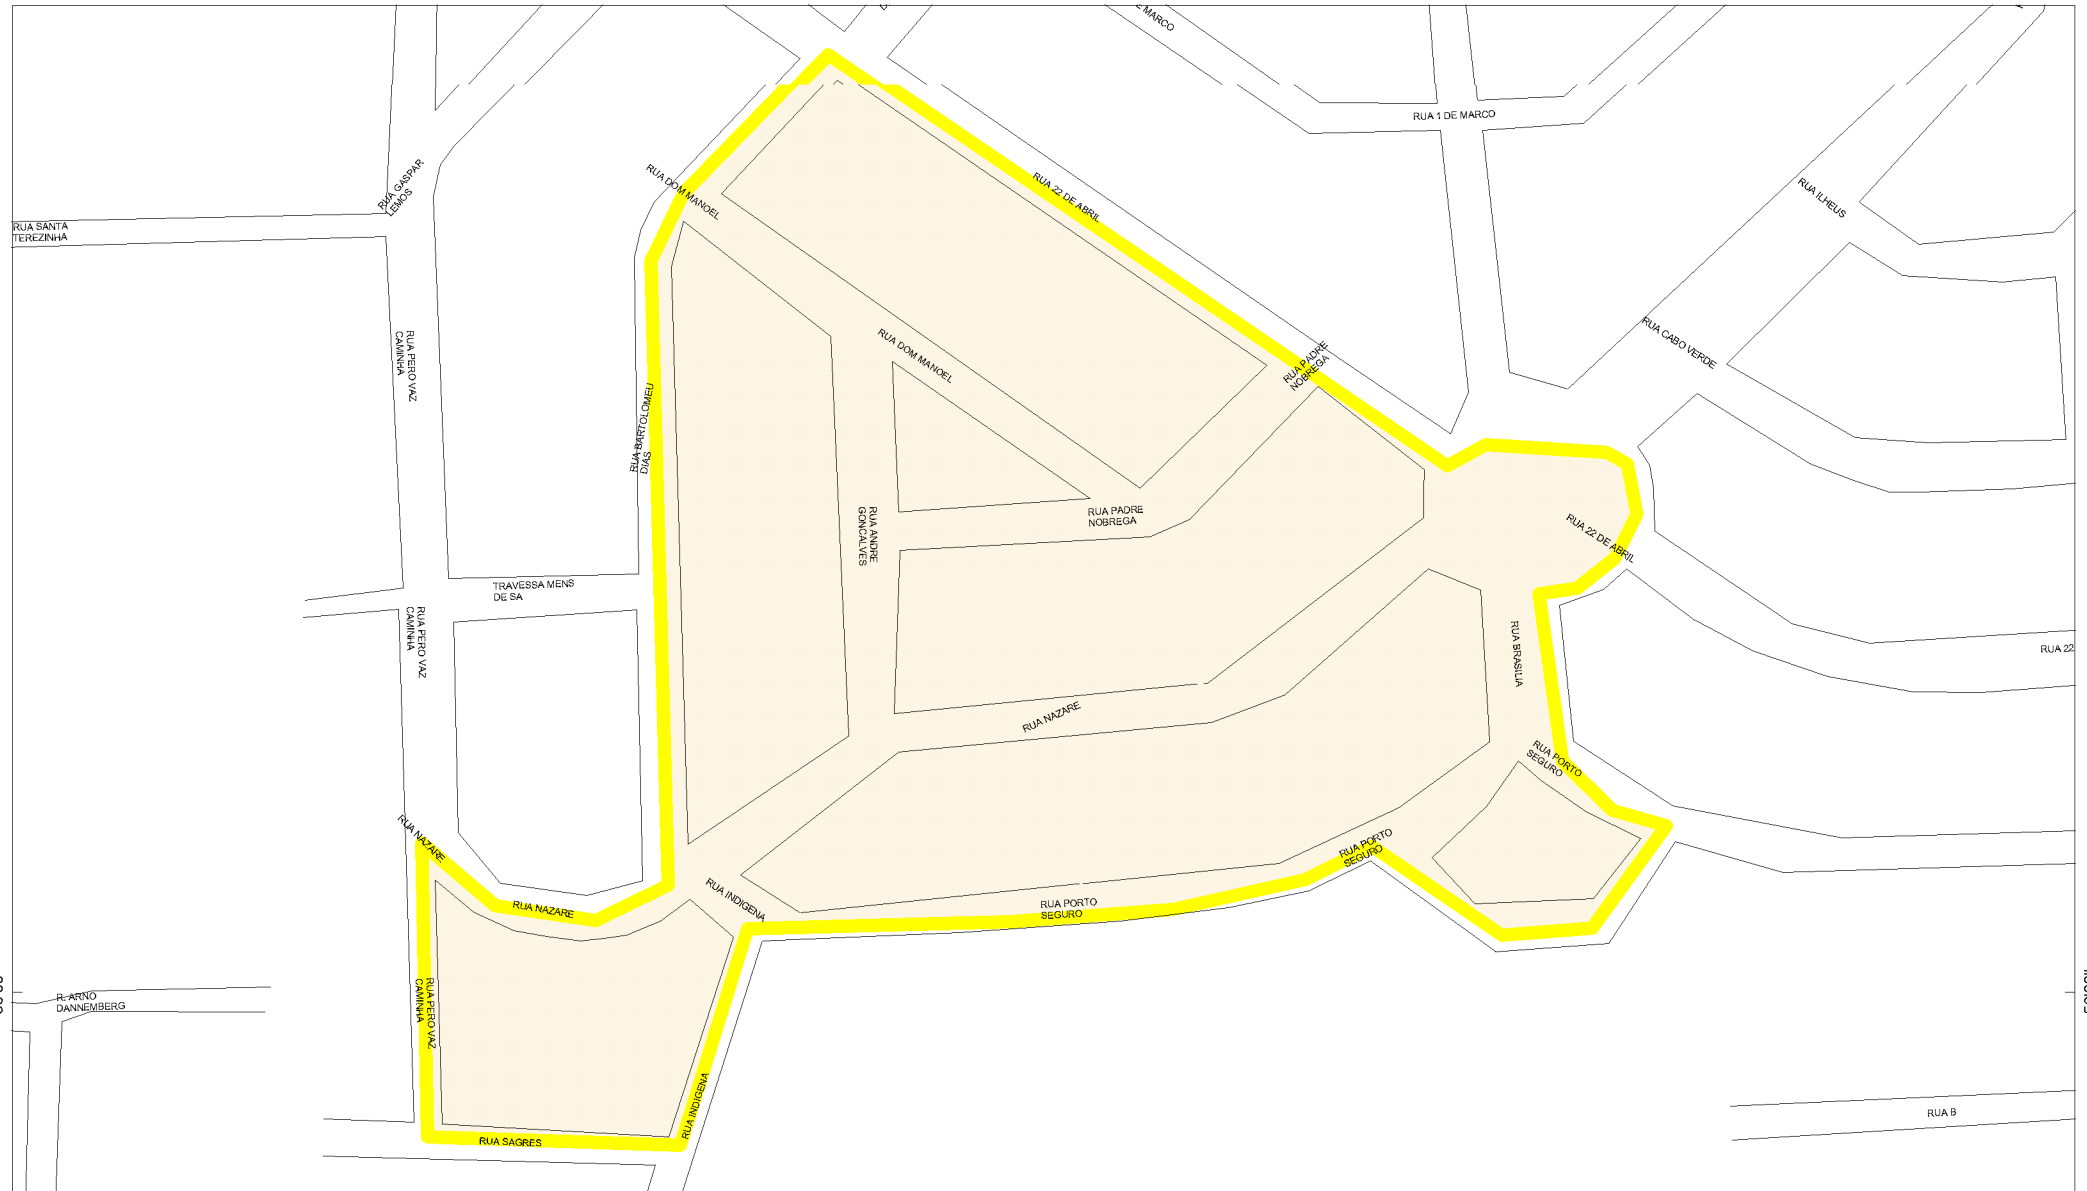 E MARCO
RUA 1 DE MARCO
RUA GASPAR
LEMOS
RUA DOM MANOEL
RUA 22 DE ABRIL
RUA ILHEUS
RUA SANTA
TEREZINHA
RUA PERO VAZ
CAMINHA
RUA DOM MANOEL
RUA PADRE
NOBREGA
RUA CABO VERDE
RUA BARTOLOMEU
DIAS
RUA ANDRE
GONCALVES
RUA PADRE
NOBREGA
RUA 22 DE ABRIL
TRAVESSA MENS
DE SA
RUA PERO VAZ
CAMINHA
RUA BRASILIA
RUA 22
RUA NAZARE
RUA PORTO
SEGURO
RUA NAZARE
RUA PORTO
SEGURO
RUA INDIGENA
RUA NAZARE
RUA PORTO
SEGURO
R. ARNO
DANNEMBERG
RUA PERO VAZ
CAMINHA
RUA INDIGENA
RUA SAGRES
RUA B